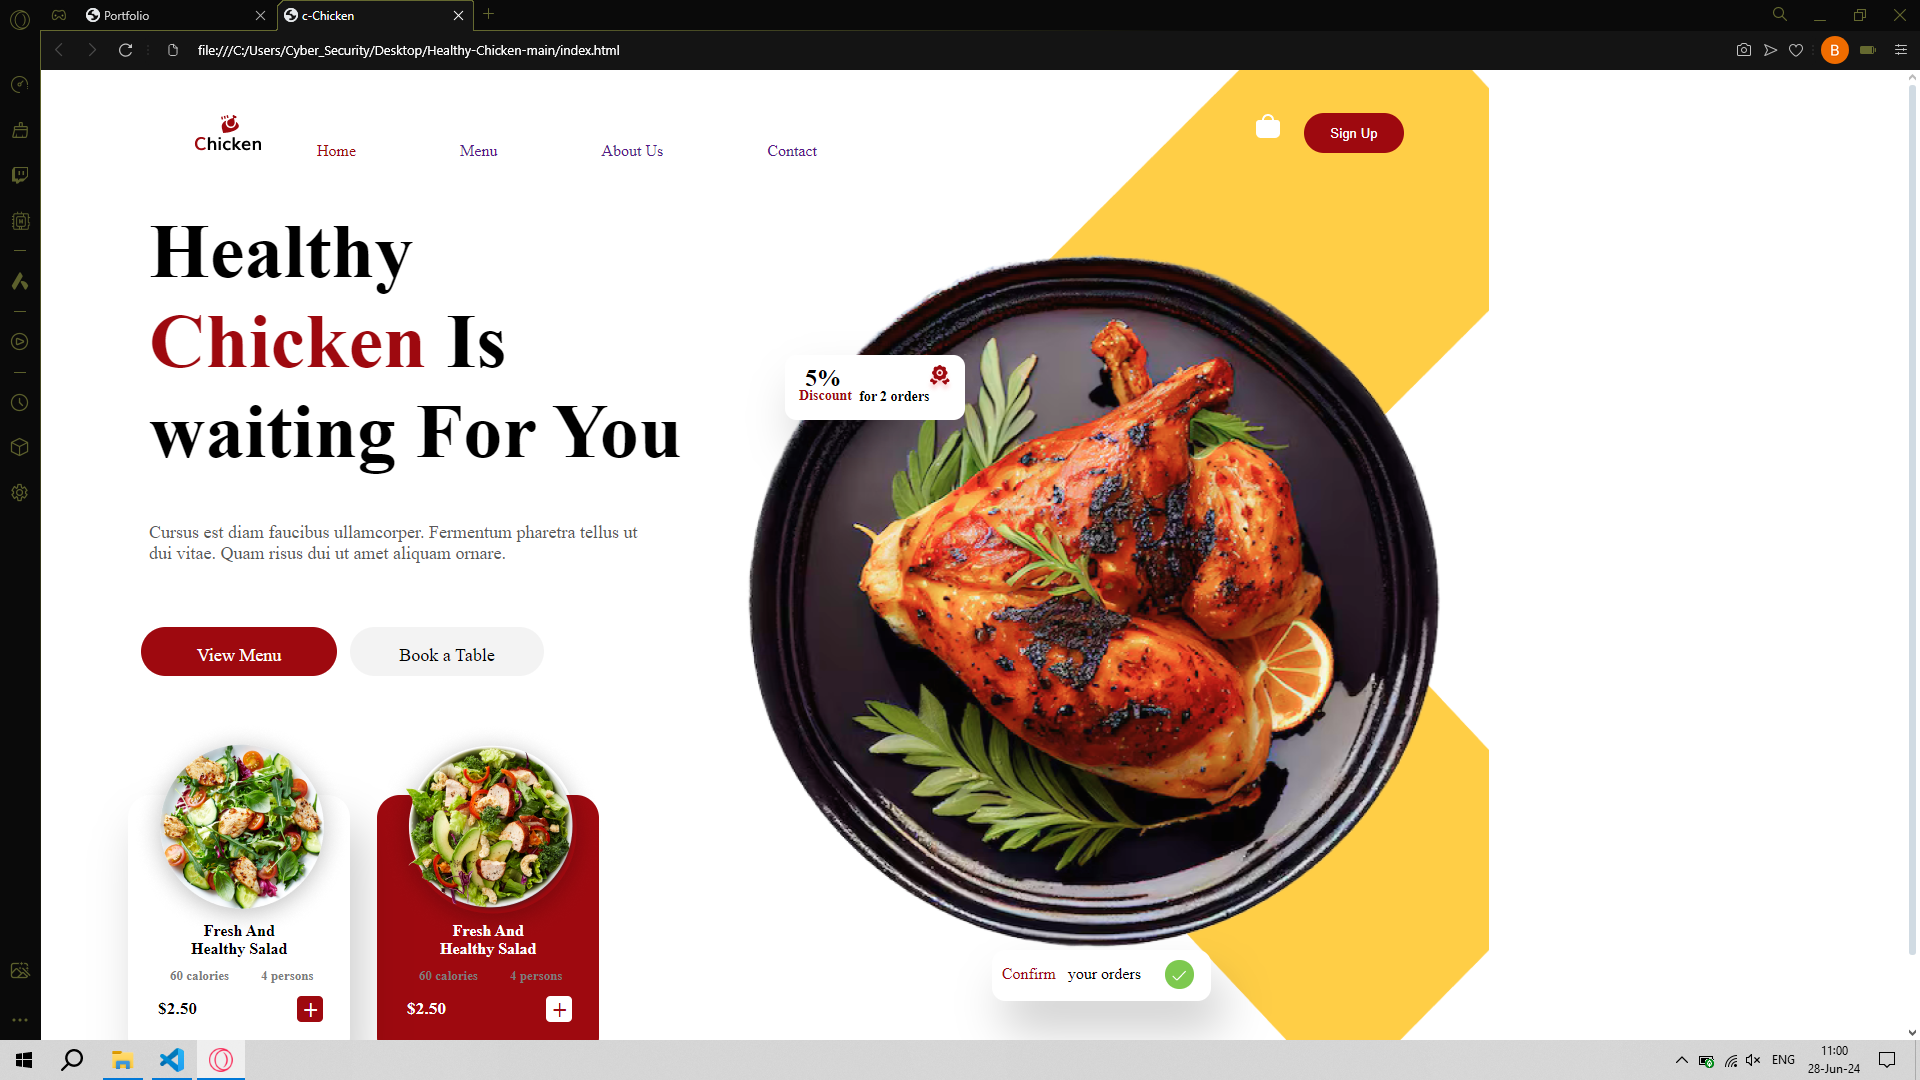 Portfolio
c-Chicken
file:///C:/Users/Cyber_Security/Desktop/Healthy-Chicken-main/index.html
B
Chicken
Home
Menu
About Us
Contact
Sign Up
Healthy
Chicken Is
waiting For You
5%
Discount for 2 orders
Cursus est diam faucibus ullamcorper. Fermentum pharetra tellus ut
dui vitae. Quam risus dui ut amet aliquam ornare.
View Menu
Book a Table
Fresh And
Healthy Salad
60 calories
4 persons
$2.50
Fresh And
Healthy Salad
60 calories
4 persons
$2.50
Confirm your orders
ENG
11:00
28-Jun-24